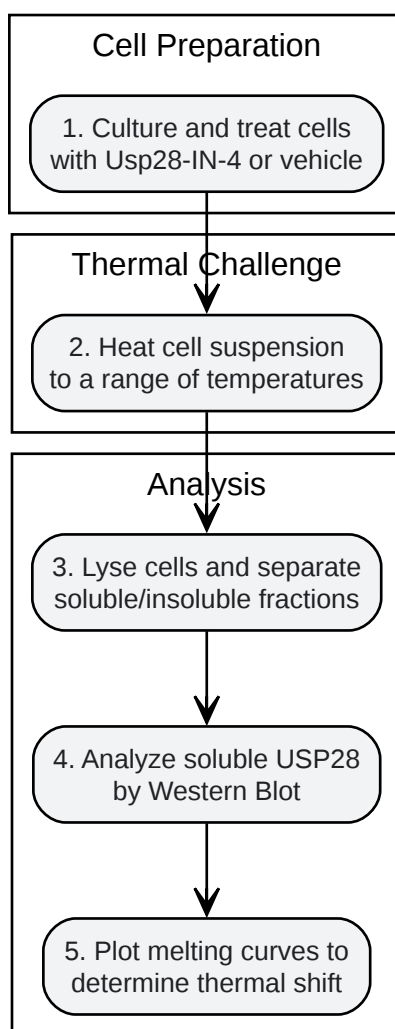 Cell Preparation
1. Culture and treat cells
with Usp28-IN-4 or vehicle
Thermal Challenge
2. Heat cell suspension
to a range of temperatures
Analysis
3. Lyse cells and separate
soluble/insoluble fractions
4. Analyze soluble USP28
by Western Blot
5. Plot melting curves to
determine thermal shift